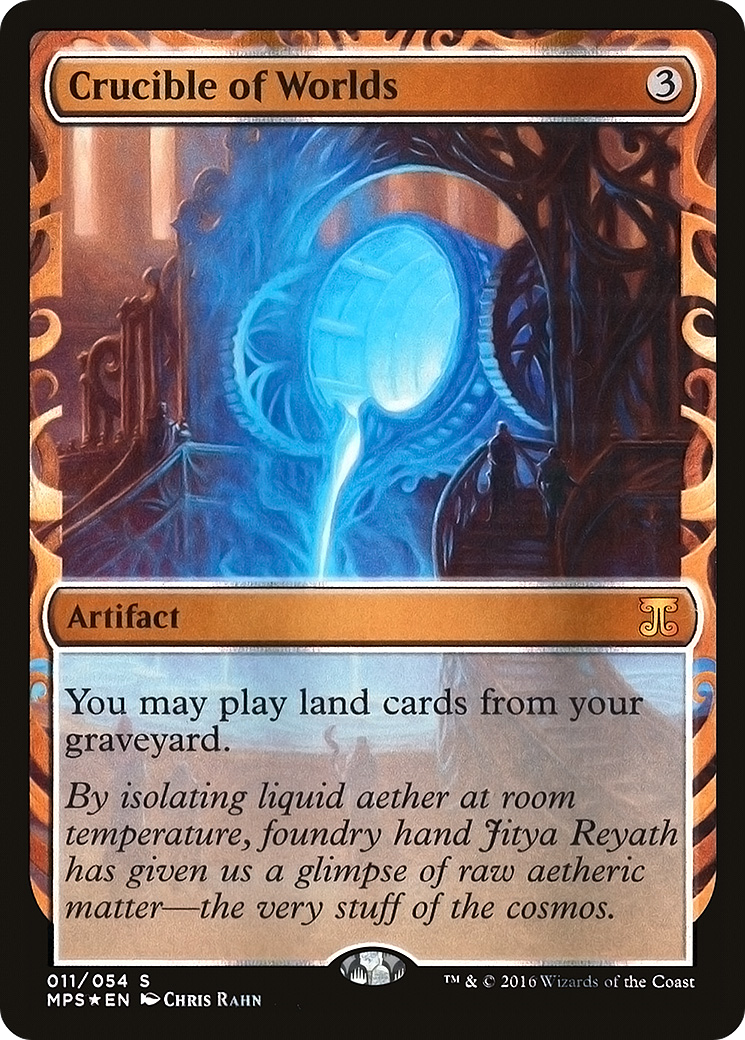 Crucible of Worlds 3
Artifact
You may play land cards from your
graveyard.
By isolating liquid aether at room
temperature, foundry hand Jitya Reyath
has given us a glimpse of raw aetheric
matter—the very stuff of the cosmos.
011/054 S
MPS★EN Chris Rahn
™ & © 2016 Wizards of the Coast